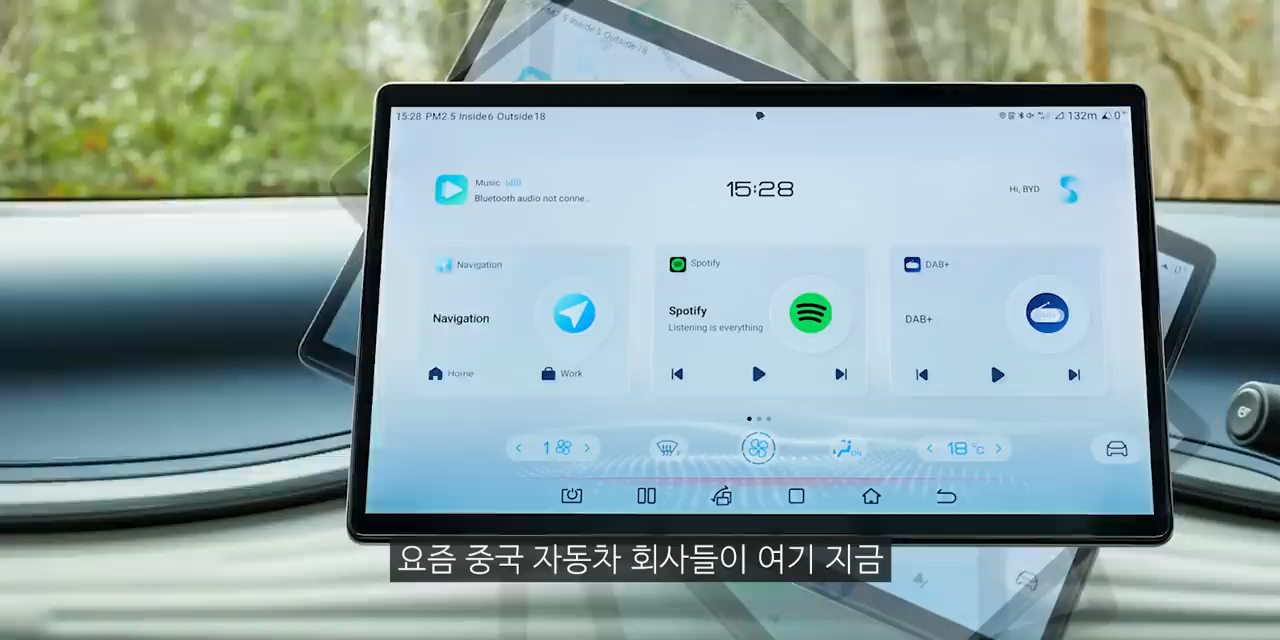 15:28 PM2.5 Inside6 Outside18
132m 0°
Music
Bluetooth audio not conne..
15:28
Hi, BYD
Navigation
Navigation
Home
Work
Spotify
Spotify
Listening is everything
DAB+
DAB+
1
ON
18°C
요즘 중국 자동차 회사들이 여기 지금